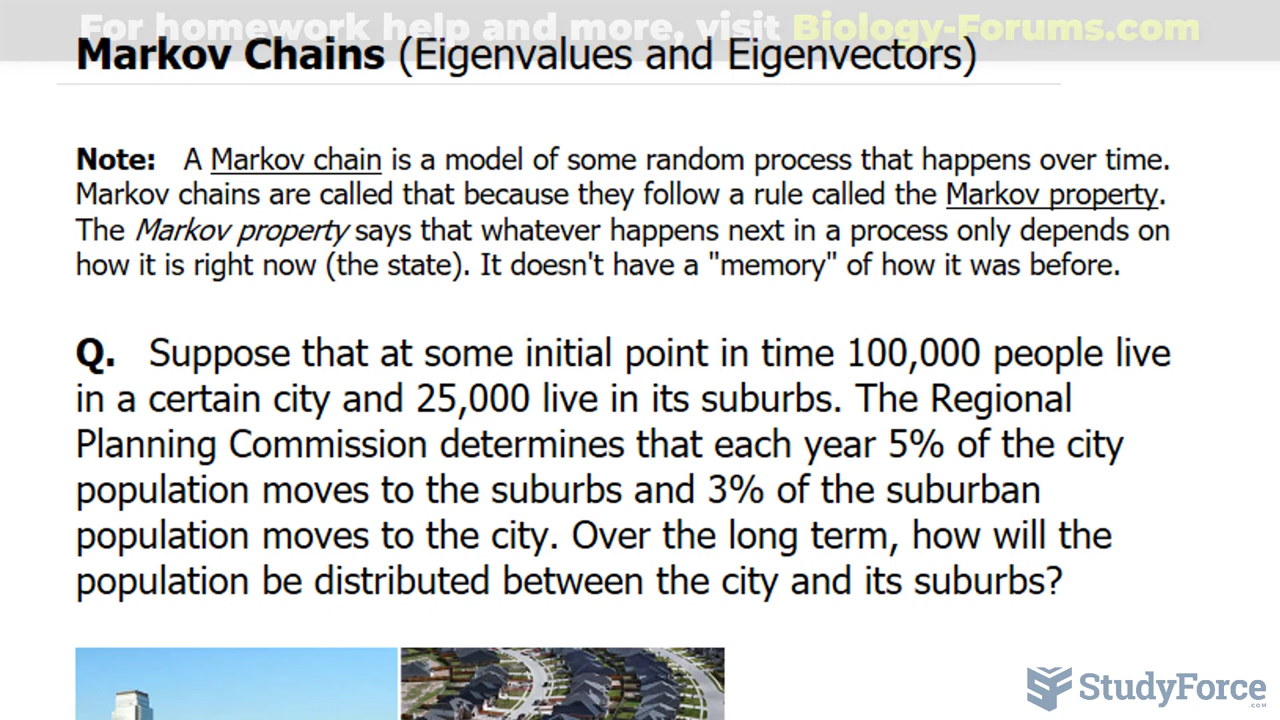 For homework help and more, visit Biology-Forums.com
Markov Chains (Eigenvalues and Eigenvectors)
Note: A Markov chain is a model of some random process that happens over time.
Markov chains are called that because they follow a rule called the Markov property.
The Markov property says that whatever happens next in a process only depends on
how it is right now (the state). It doesn't have a "memory" of how it was before.
Q. Suppose that at some initial point in time 100,000 people live
in a certain city and 25,000 live in its suburbs. The Regional
Planning Commission determines that each year 5% of the city
population moves to the suburbs and 3% of the suburban
population moves to the city. Over the long term, how will the
population be distributed between the city and its suburbs?
StudyForce
.com